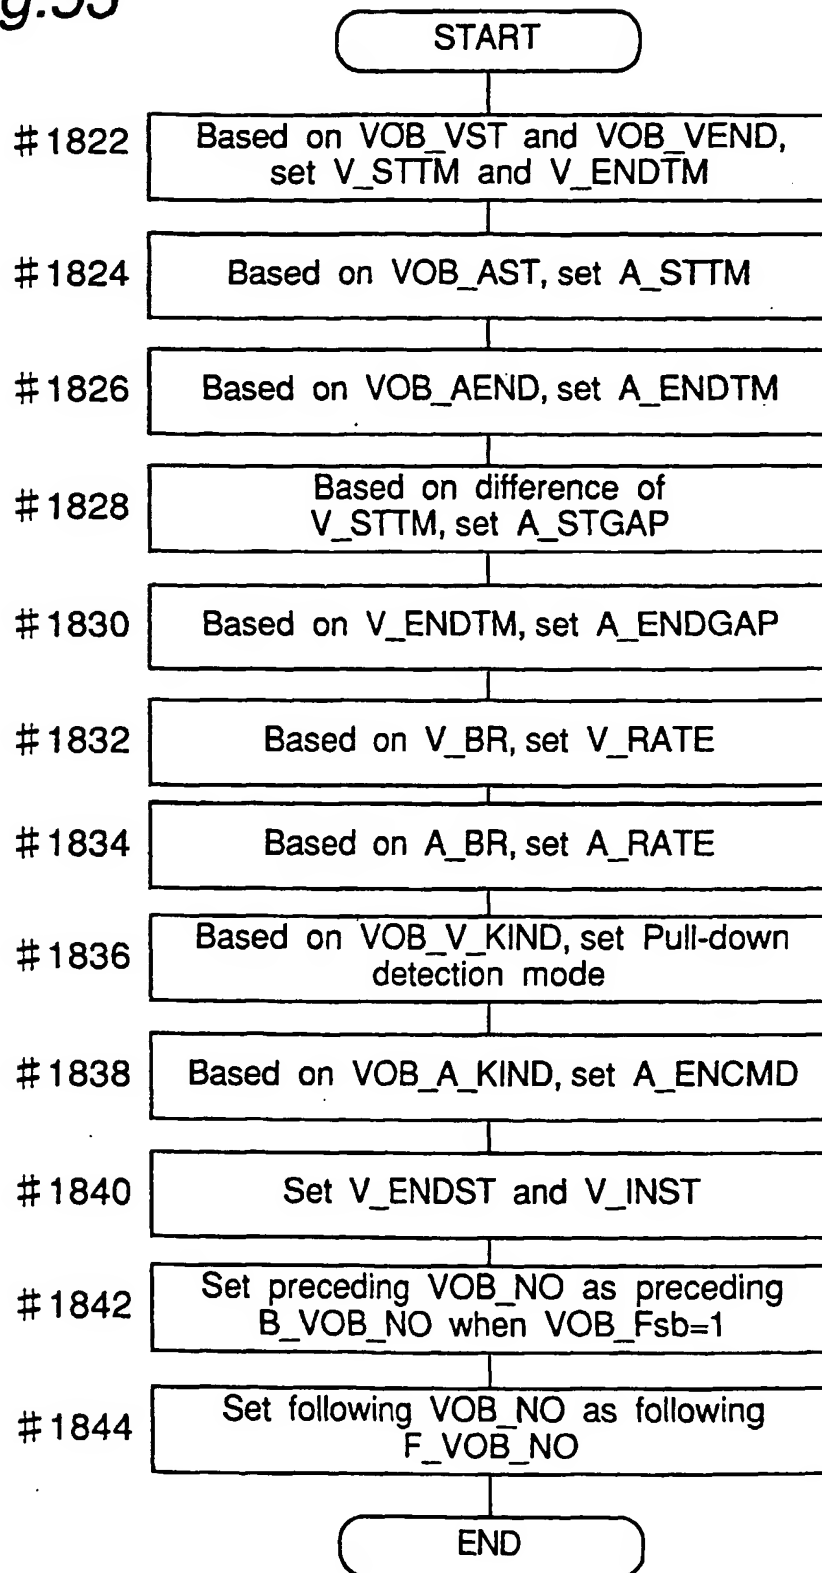 START
#1822
Based on VOB_VST and VOB_VEND,
set V_STTM and V_ENDTM
#1824
Based on VOB_AST, set A_STTM
#1826
Based on VOB_AEND, set A_ENDTM
#1828
Based on difference of
V_STTM, set A_STGAP
#1830
Based on V_ENDTM, set A_ENDGAP
#1832
Based on V_BR, set V_RATE
#1834
Based on A_BR, set A_RATE
#1836
Based on VOB_V_KIND, set Pull-down
detection mode
#1838
Based on VOB_A_KIND, set A_ENCMD
#1840
Set V_ENDST and V_INST
#1842
Set preceding VOB_NO as preceding
B_VOB_NO when VOB_Fsb=1
#1844
Set following VOB_NO as following
F_VOB_NO
END